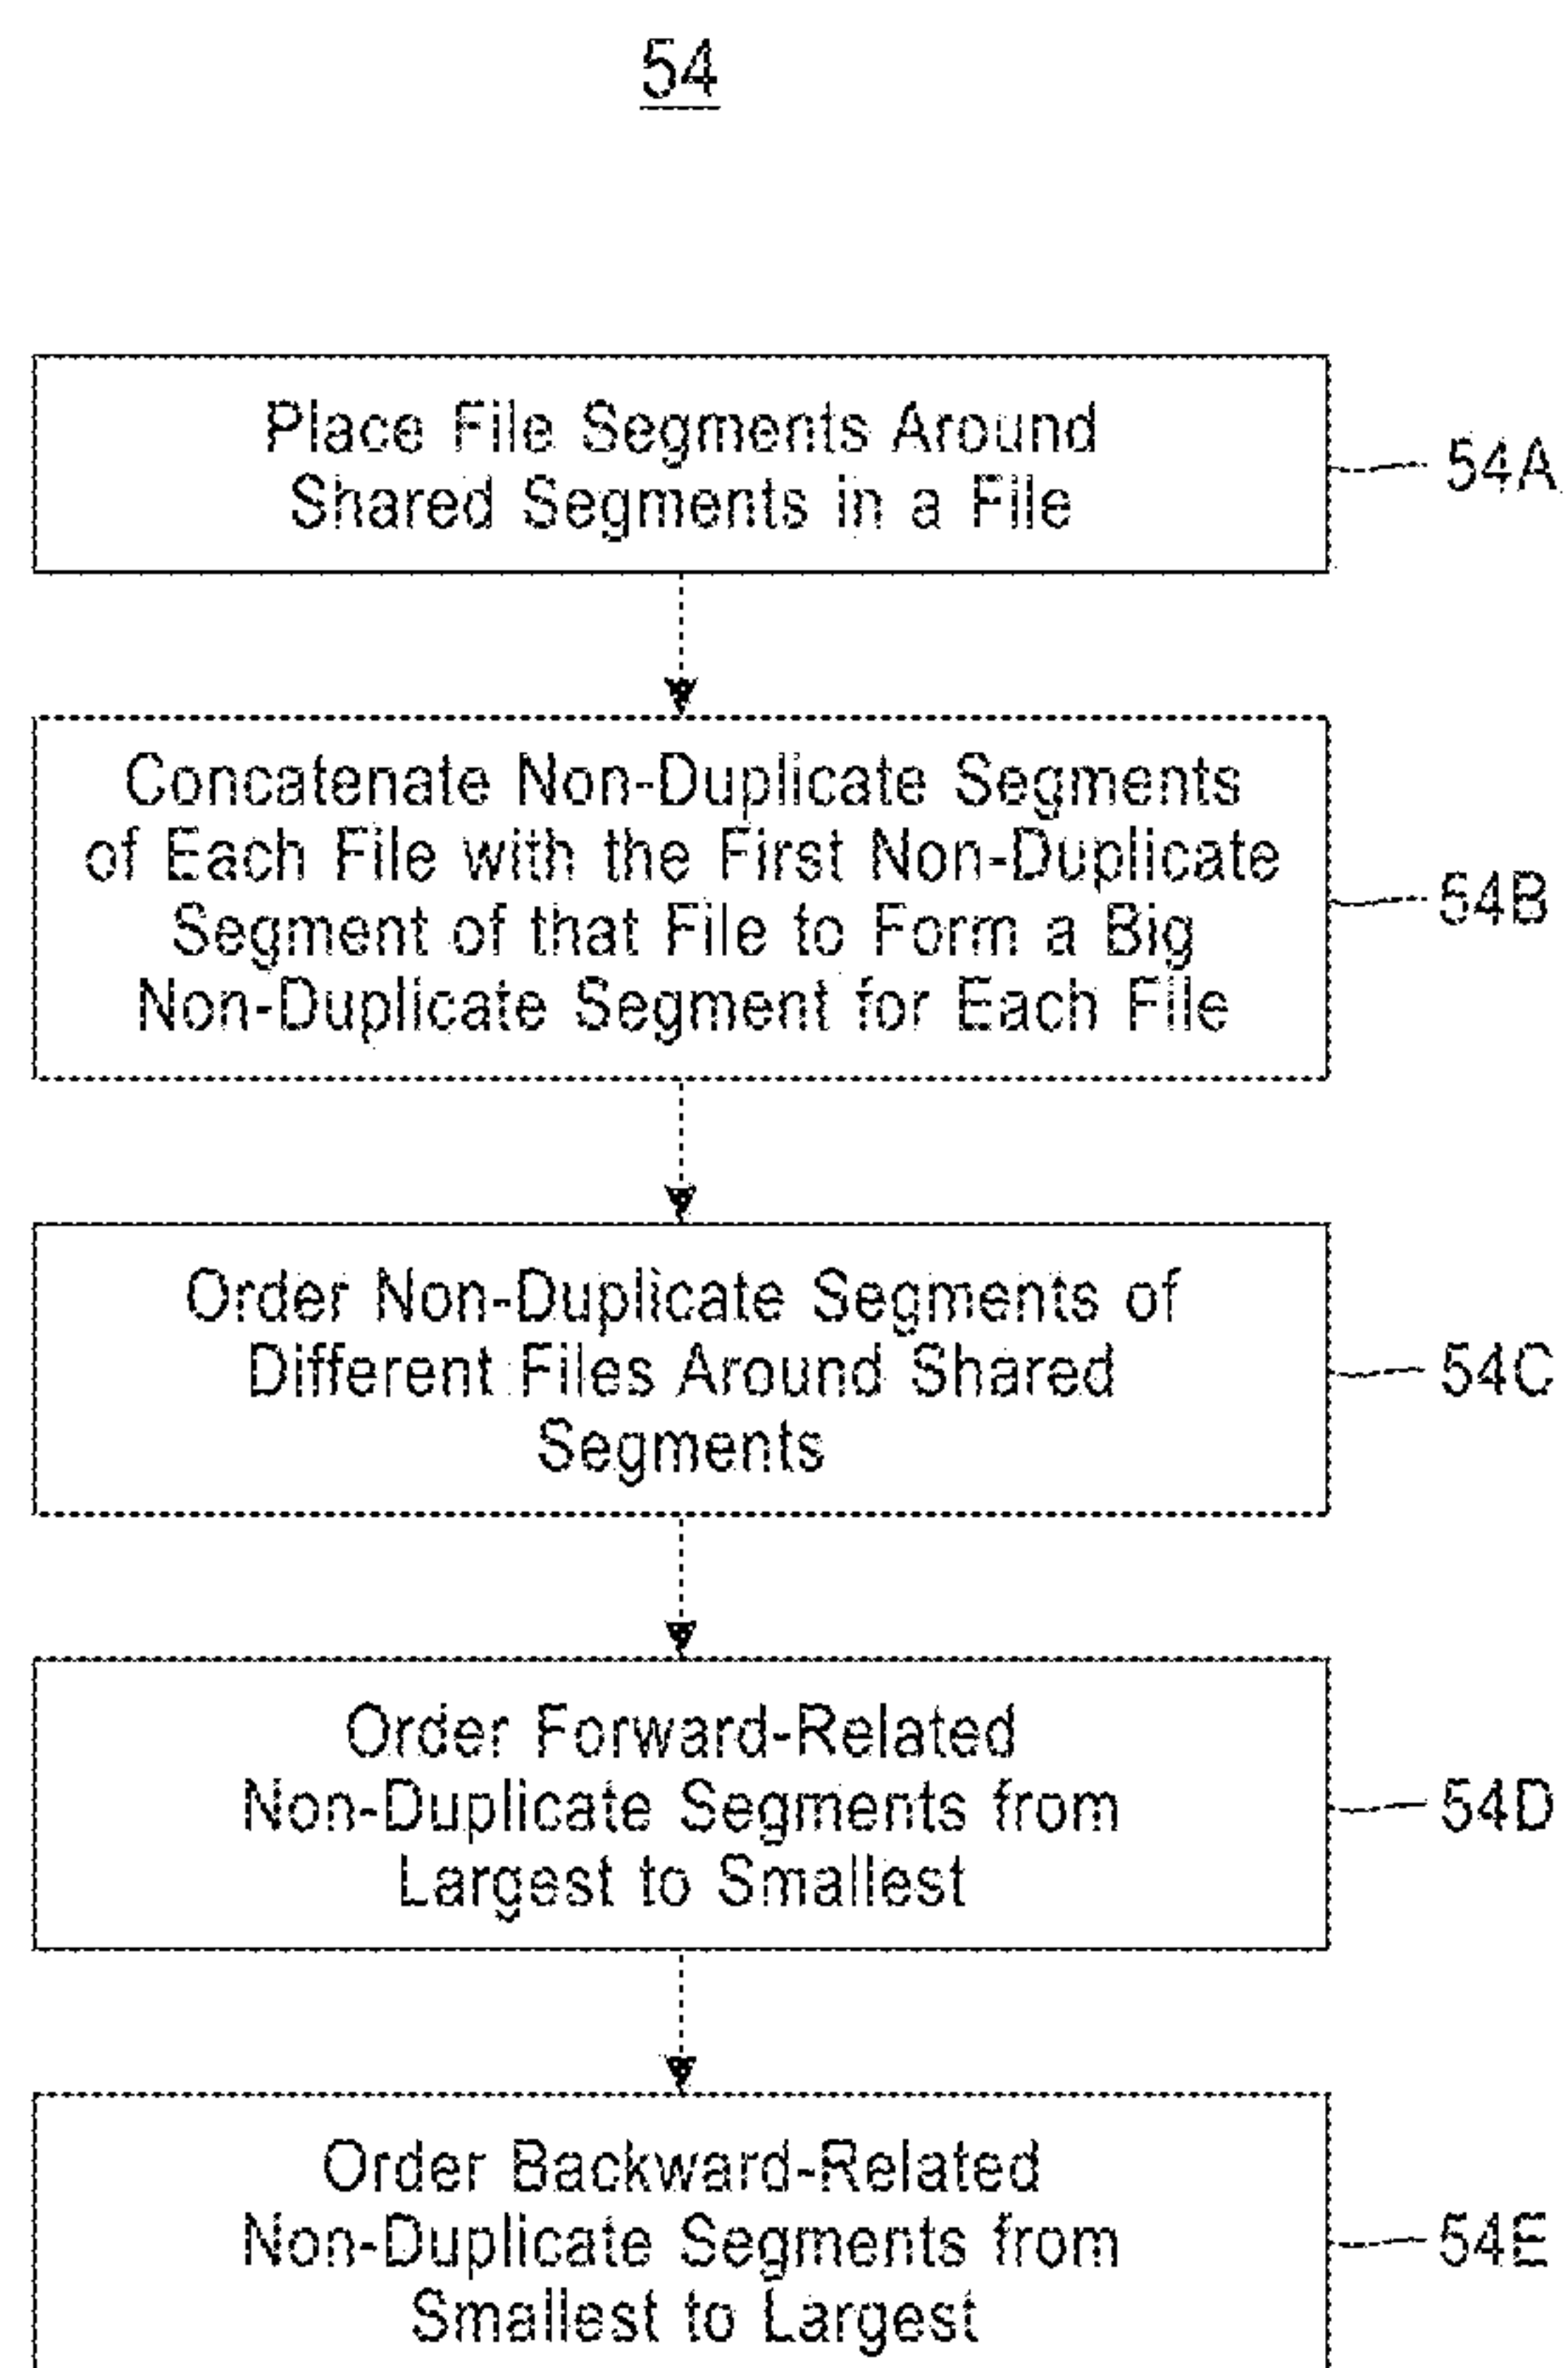 54
Place File Segments Around
Shared Segments in a File
54A
Concatenate Non-Duplicate Segments
of Each File with the First Non-Duplicate
Segment of that File to Form a Big
Non-Duplicate Segment for Each File
54B
Order Non-Duplicate Segments of
Different Files Around Shared
Segments
54C
Order Forward-Related
Non-Duplicate Segments from
Largest to Smallest
54D
Order Backward-Related
Non-Duplicate Segments from
Smallest to Largest
54E